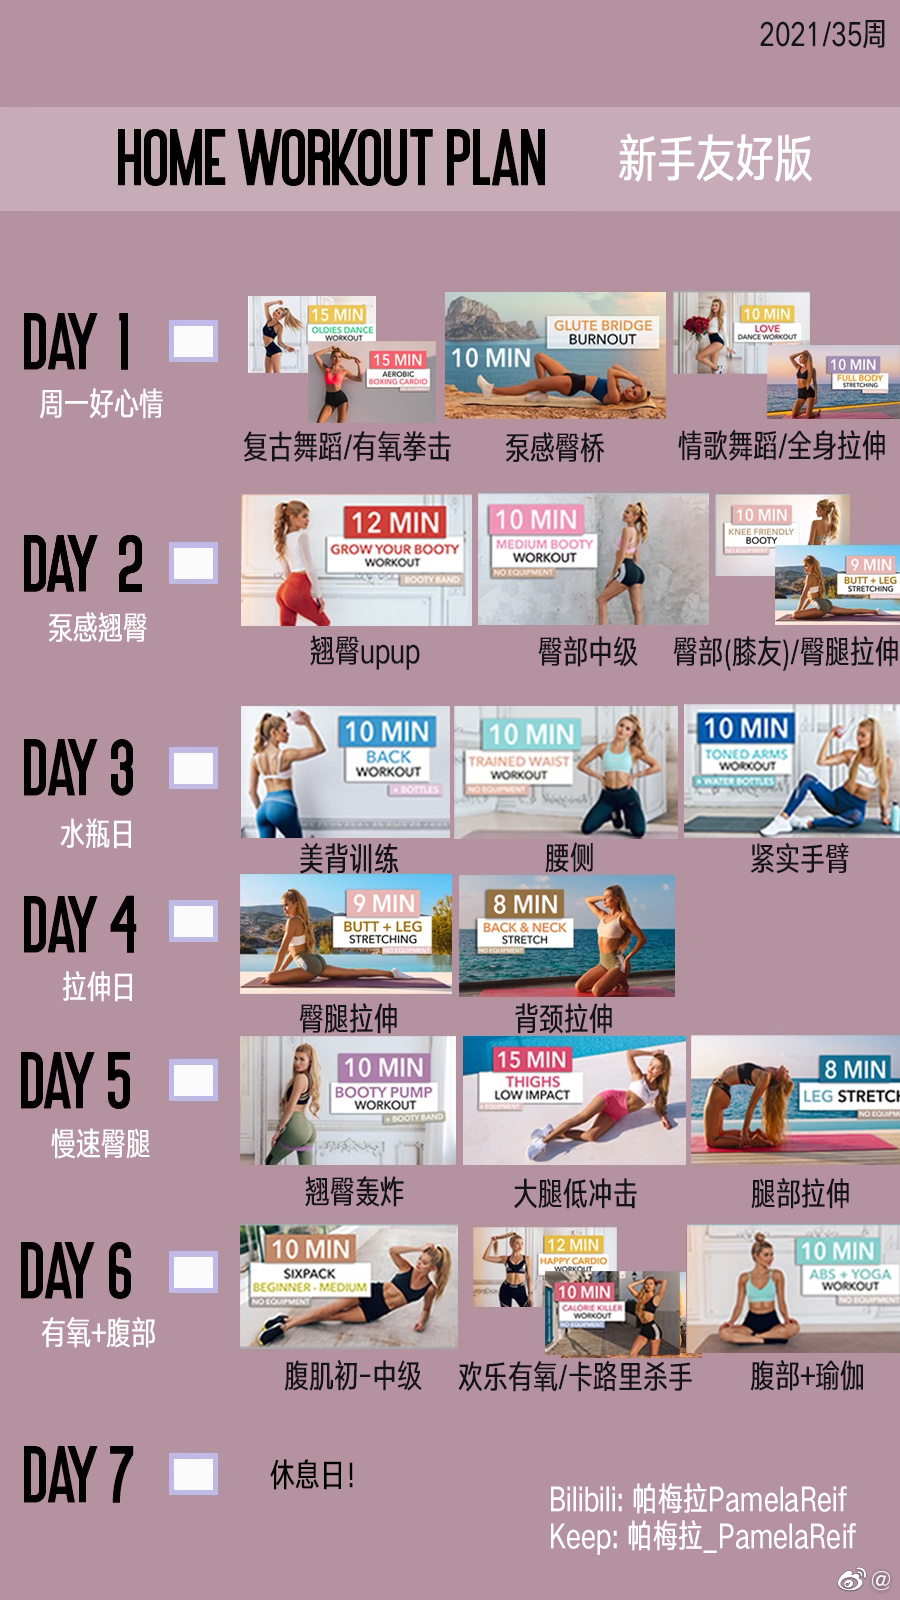 2021/35周
HOME WORKOUT PLAN 新手友好版
DAY 1
周一好心情
15 MIN
OLDIES DANCE
WORKOUT
15 MIN
AEROBIC
BOXING CARDIO
复古舞蹈/有氧拳击
10 MIN
GLUTE BRIDGE
BURNOUT
泵感臀桥
10 MIN
LOVE
DANCE WORKOUT
10 MIN
FULL BODY
STRETCHING
情歌舞蹈/全身拉伸
DAY 2
泵感翘臀
12 MIN
GROW YOUR BOOTY
WORKOUT
BOOTY BAND
翘臀upup
10 MIN
MEDIUM BOOTY
WORKOUT
NO EQUIPMENT
臀部中级
10 MIN
KNEE FRIENDLY
BOOTY
NO EQUIPMENT
9 MIN
BUTT + LEG
STRETCHING
臀部(膝友)/臀腿拉伸
DAY 3
水瓶日
10 MIN
BACK
WORKOUT
+ BOTTLES
美背训练
10 MIN
TRAINED WAIST
WORKOUT
NO EQUIPMENT
腰侧
10 MIN
TONED ARMS
WORKOUT
+ WATER BOTTLES
紧实手臂
DAY 4
拉伸日
9 MIN
BUTT + LEG
STRETCHING
NO EQUIPMENT
臀腿拉伸
8 MIN
BACK & NECK
STRETCH
NO EQUIPMENT
背颈拉伸
DAY 5
慢速臀腿
10 MIN
BOOTY PUMP
WORKOUT
+ BOOTY BAND
翘臀轰炸
15 MIN
THIGHS
LOW IMPACT
大腿低冲击
8 MIN
LEG STRETCH
NO EQUIPM
腿部拉伸
DAY 6
有氧+腹部
10 MIN
SIXPACK
BEGINNER - MEDIUM
NO EQUIPMENT
腹肌初-中级
12 MIN
HAPPY CARDIO
WORKOUT
10 MIN
CALORIE KILLER
WORKOUT
NO EQUIPMENT
欢乐有氧/卡路里杀手
10 MIN
ABS + YOGA
WORKOUT
NO EQUIPMENT
腹部+瑜伽
DAY 7
休息日!
Bilibili: 帕梅拉PamelaReif
Keep: 帕梅拉_PamelaReif
@